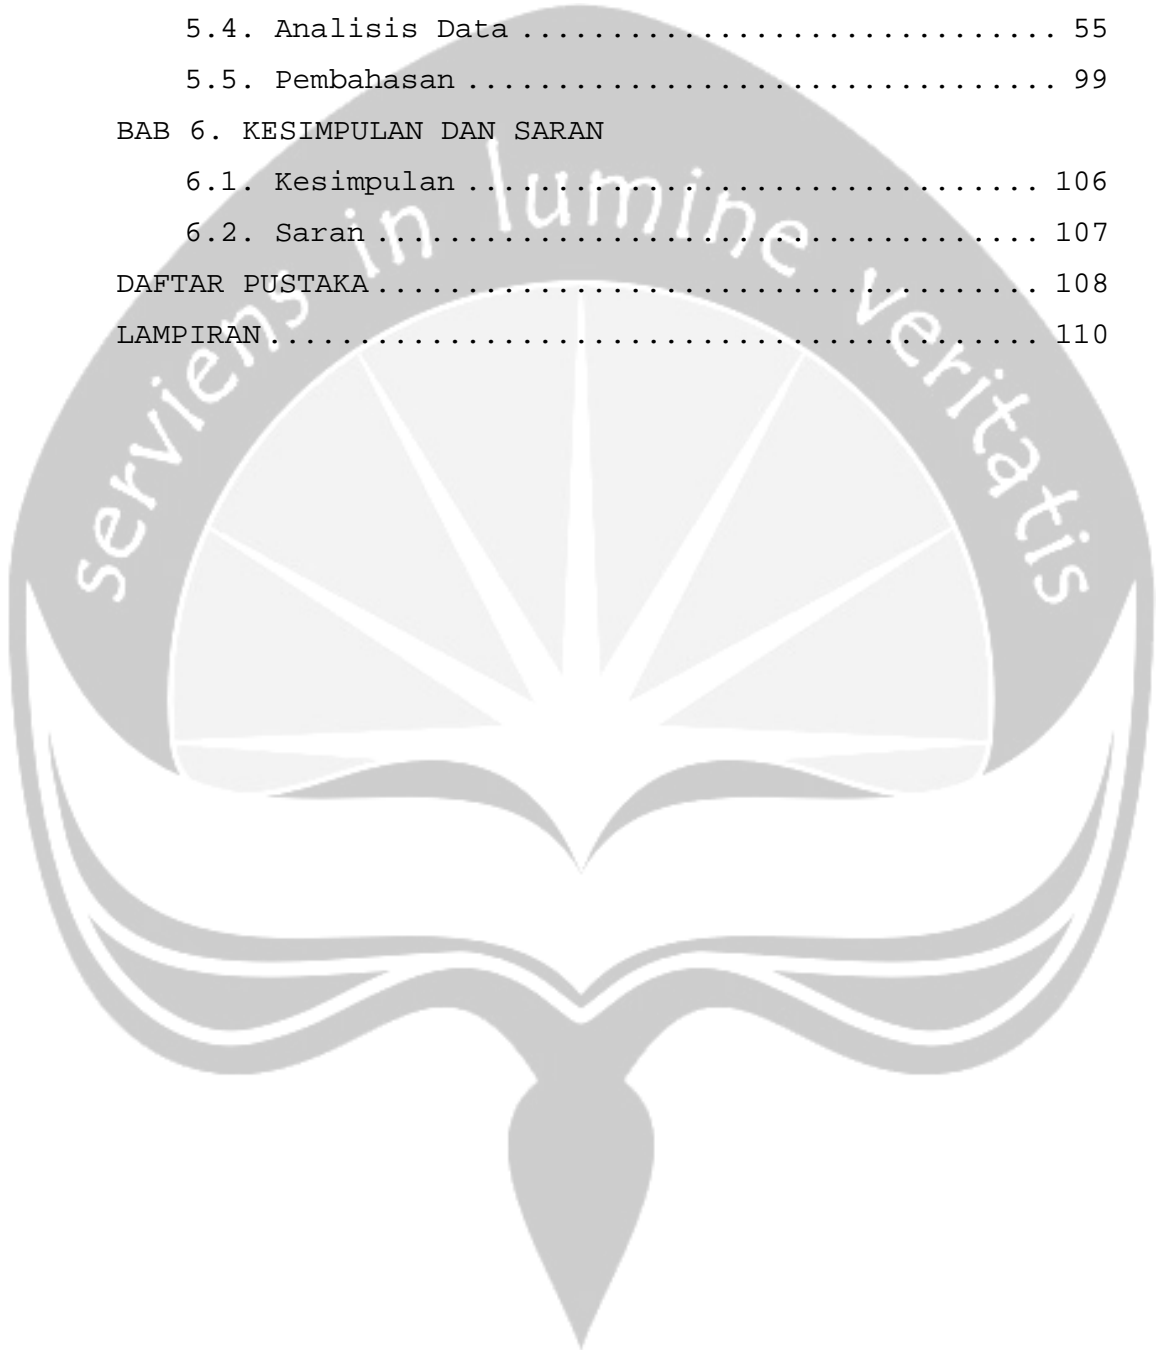 5.4. Analisis Data .............................. 55
5.5. Pembahasan ................................. 99
BAB 6. KESIMPULAN DAN SARAN
6.1. Kesimpulan ................................ 106
6.2. Saran ..................................... 107
DAFTAR PUSTAKA ..................................... 108
LAMPIRAN ........................................... 110
serviens in lumine veritatis